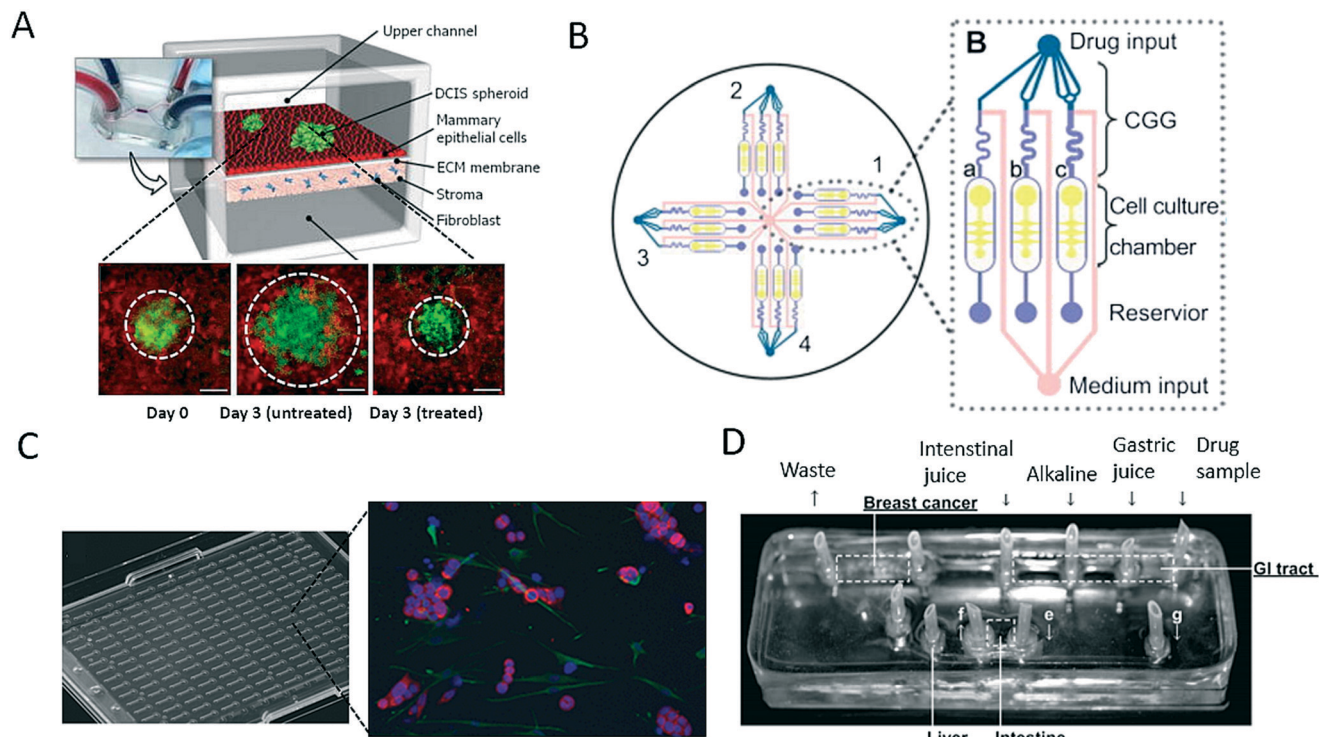 A
Upper channel
DCIS spheroid
Mammary
epithelial cells
ECM membrane
Stroma
Fibroblast
Day 0
Day 3 (untreated)
Day 3 (treated)
B
1
2
3
4
B
Drug input
CGG
a
b
c
Cell culture
chamber
Reservior
Medium input
C
D
Waste
Intenstinal
juice
Alkaline
Gastric
juice
Drug
sample
Breast cancer
GI tract
f
e
g
Liver
Intestine